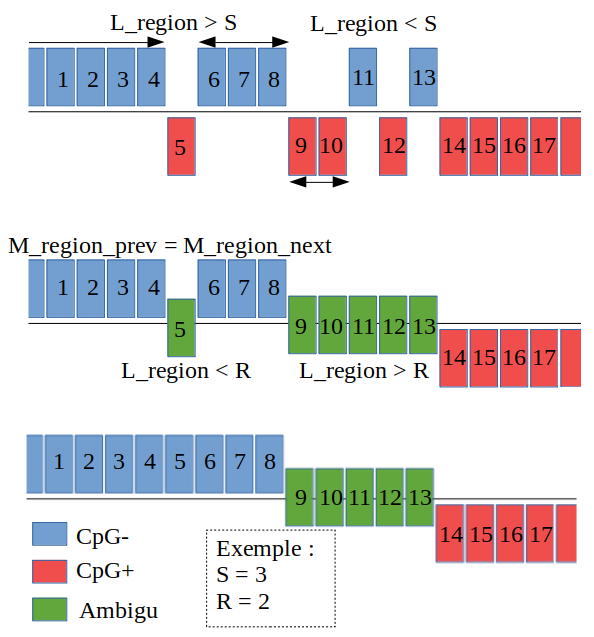 L_region > S L_region < S
1 2 3 4 6 7 8 11 13
5 9 10 12 14 15 16 17
M_region_prev = M_region_next
1 2 3 4 6 7 8
5 9 10 11 12 13
14 15 16 17
L_region < R L_region > R
1 2 3 4 5 6 7 8
9 10 11 12 13
14 15 16 17
CpG-
CpG+
Ambigu
Exemple :
S = 3
R = 2